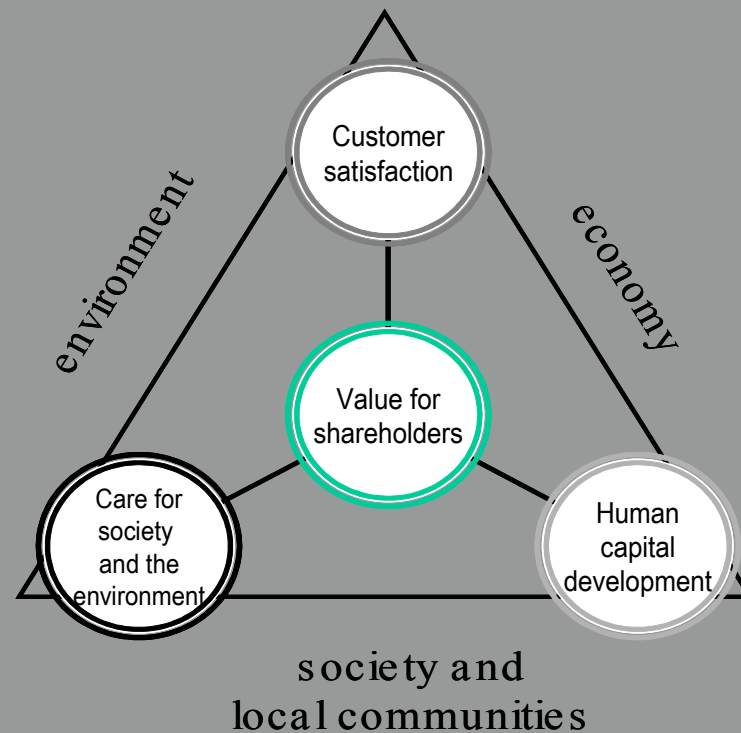 Customer
satisfaction
environment
economy
Value for
shareholders
Care for
society
and the
environment
Human
capital
development
society and
local communities